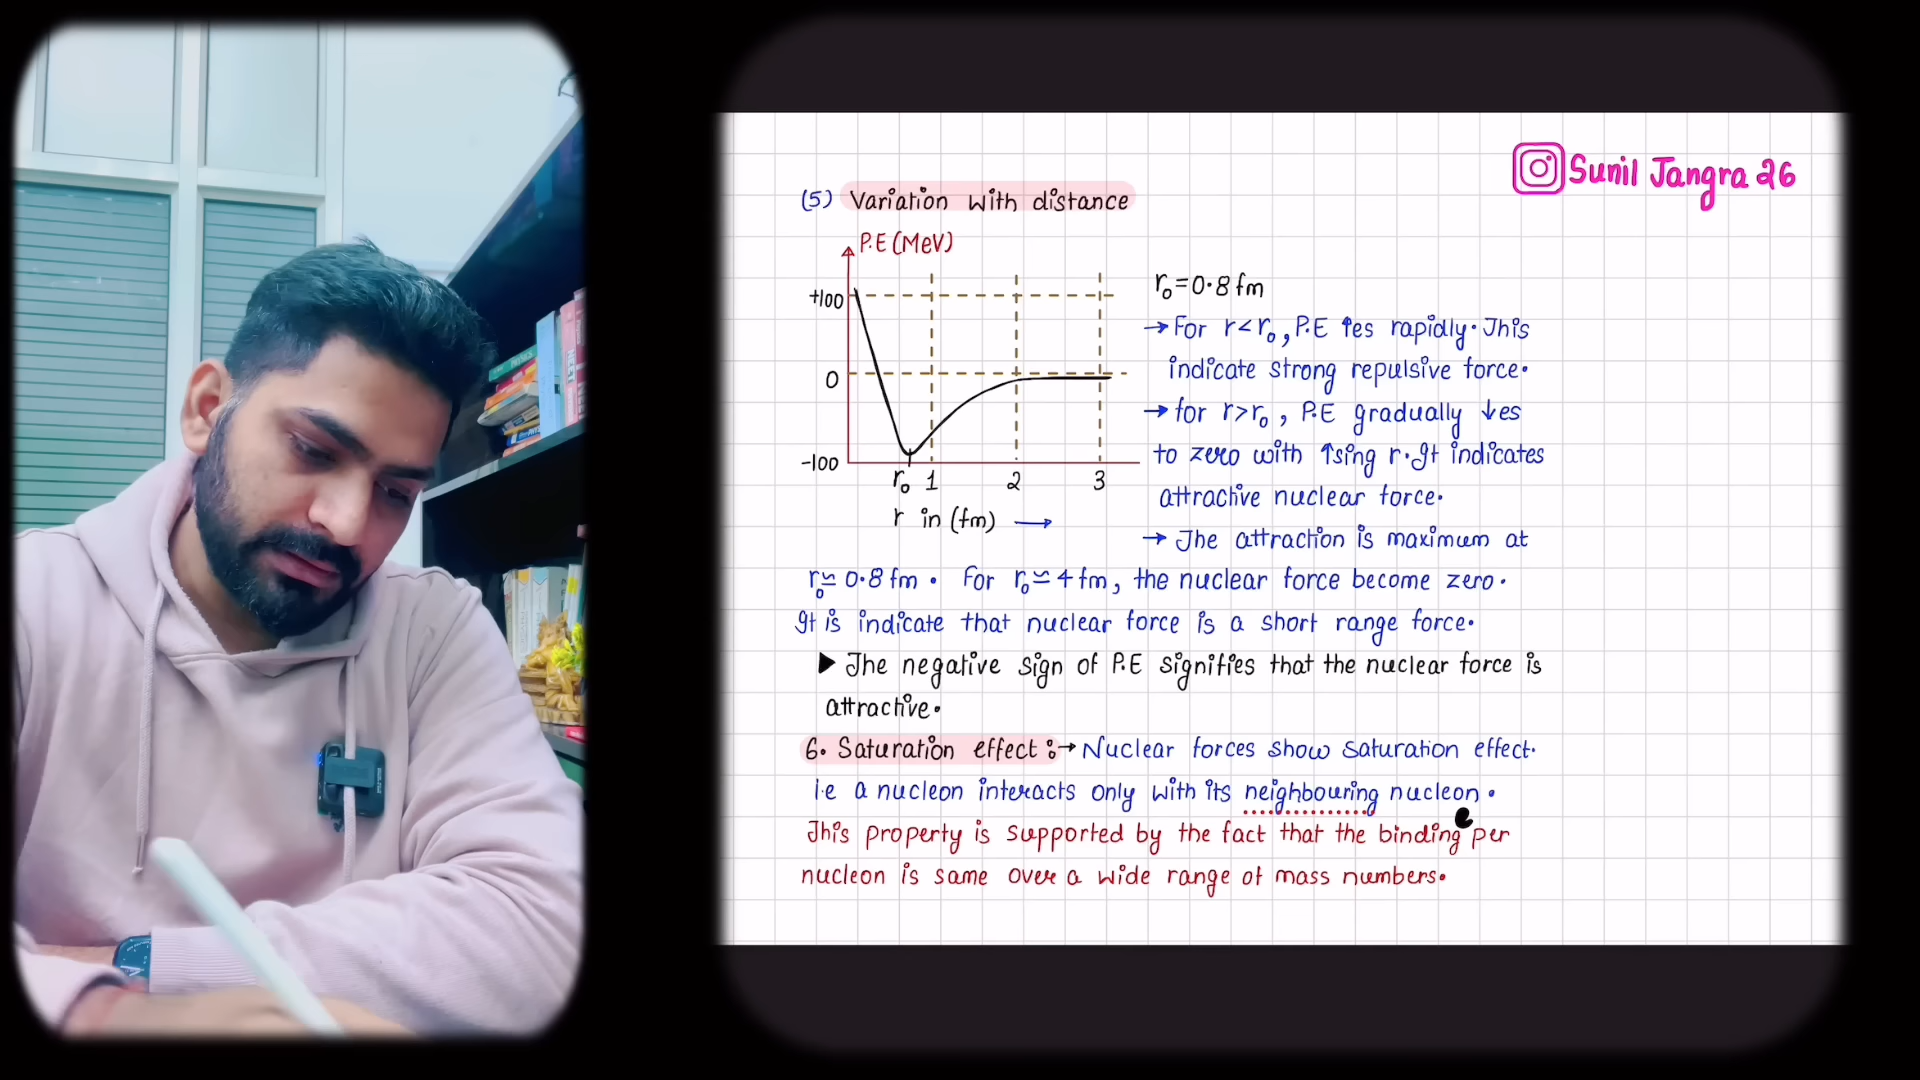 Sunil Jangra 26
(5) Variation with distance
P.E (MeV)
+100
0
-100
r₀ 1 2 3
r in (fm) →
r₀ = 0.8 fm
→ For r < r₀, P.E ↑es rapidly. This
indicate strong repulsive force.
→ for r > r₀, P.E gradually ↓es
to zero with ↑sing r. It indicates
attractive nuclear force.
→ The attraction is maximum at
r₀ ≃ 0.8 fm. For r₀ ≃ 4 fm, the nuclear force become zero.
It is indicate that nuclear force is a short range force.
▶ The negative sign of P.E signifies that the nuclear force is
attractive.
6. Saturation effect :→ Nuclear forces show saturation effect.
i.e a nucleon interacts only with its neighbouring nucleon.
This property is supported by the fact that the binding per
nucleon is same over a wide range of mass numbers.